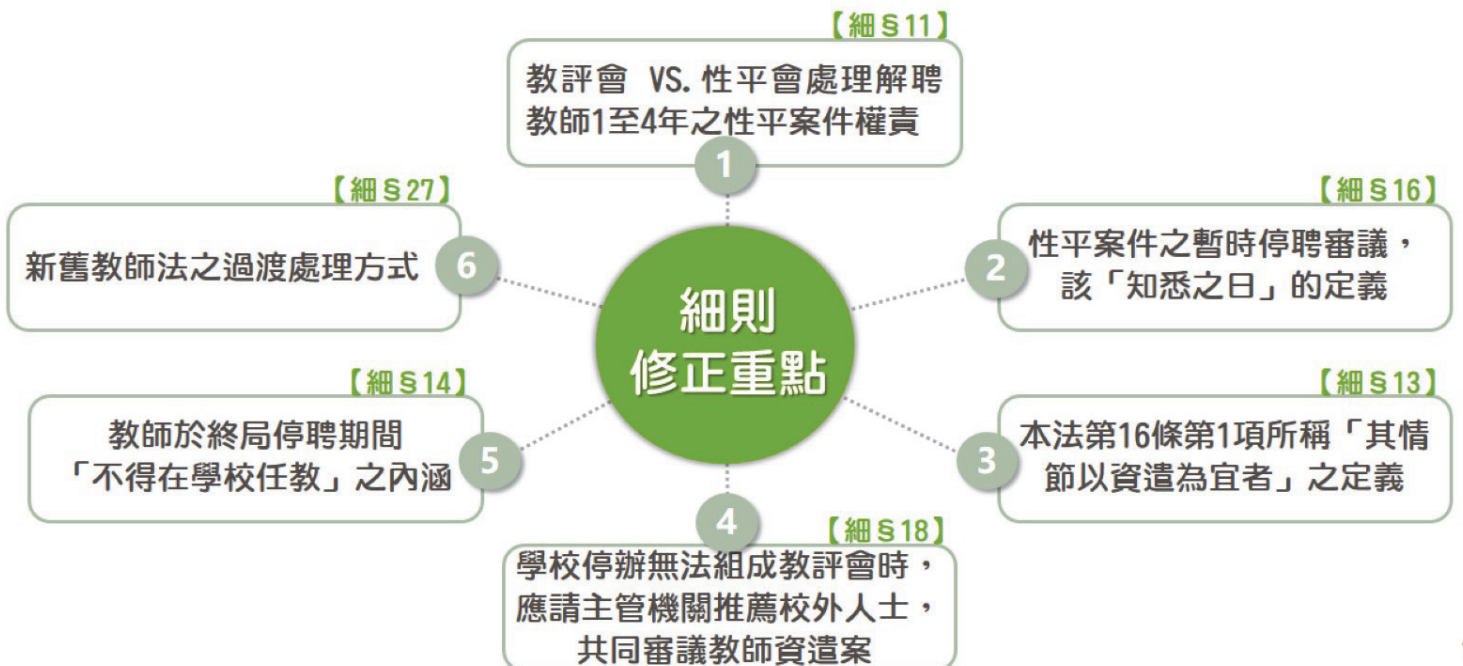 【細§11】
教評會 VS.性平會處理解聘
教師1至4年之性平案件權責
1
【細§16】
性平案件之暫時停聘審議，
該「知悉之日」的定義
2
【細§13】
本法第16條第1項所稱「其情
節以資遣為宜者」之定義
3
【細§18】
學校停辦無法組成教評會時，
應請主管機關推薦校外人士，
共同審議教師資遣案
4
【細§14】
教師於終局停聘期間
「不得在學校任教」之內涵
5
【細§27】
新舊教師法之過渡處理方式
6
細則
修正重點